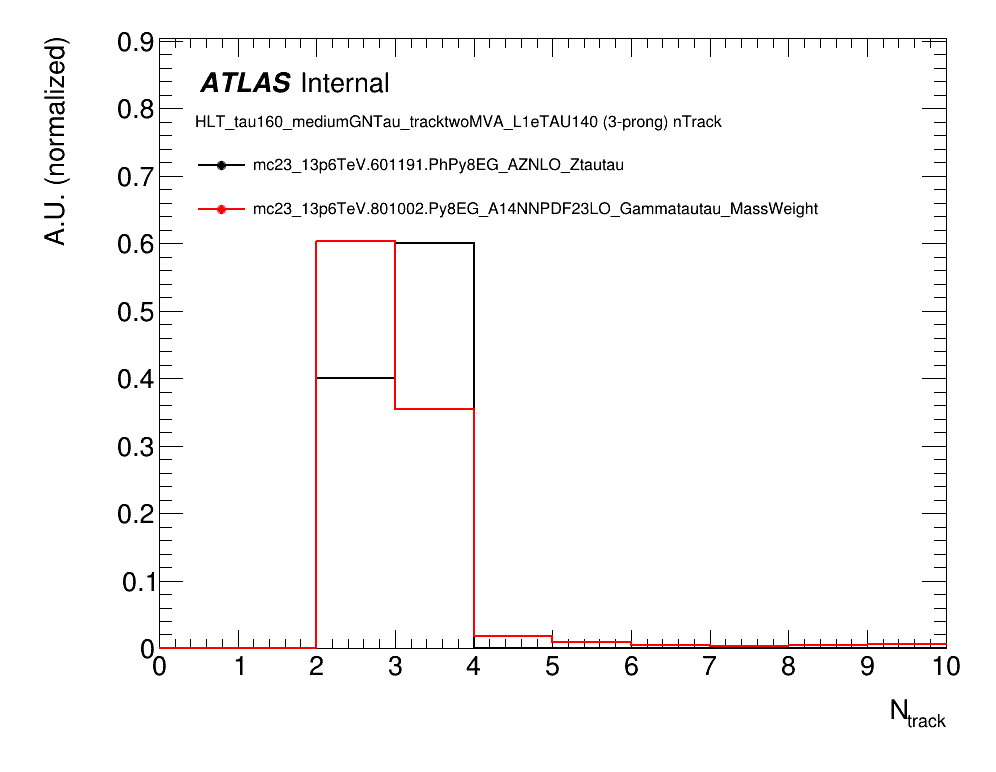 A.U. (normalized)
0.9
0.8
0.7
0.6
0.5
0.4
0.3
0.2
0.1
0
ATLAS Internal
HLT_tau160_mediumGNTau_tracktwoMVA_L1eTAU140 (3-prong) nTrack
mc23_13p6TeV.601191.PhPy8EG_AZNLO_Ztautau
mc23_13p6TeV.801002.Py8EG_A14NNPDF23LO_Gammatautau_MassWeight
0 1 2 3 4 5 6 7 8 9 10
Ntrack